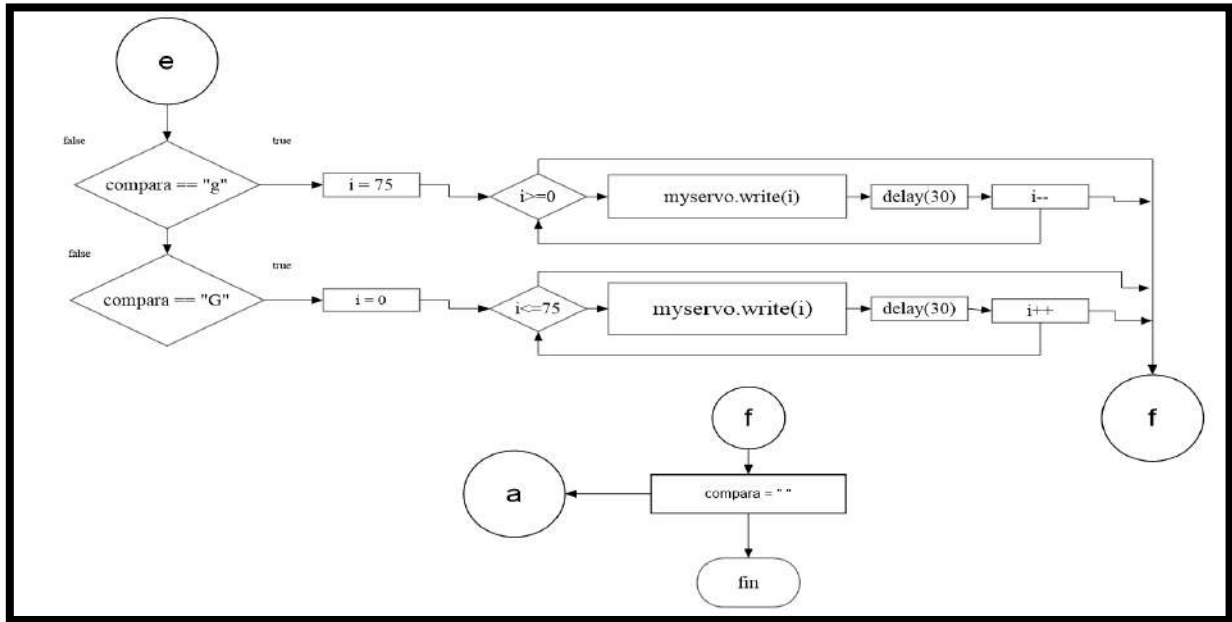 e
false
true
compara == "g"
i = 75
i>=0
myservo.write(i)
delay(30)
i--
false
true
compara == "G"
i = 0
i<=75
myservo.write(i)
delay(30)
i++
f
f
a
compara = " "
fin